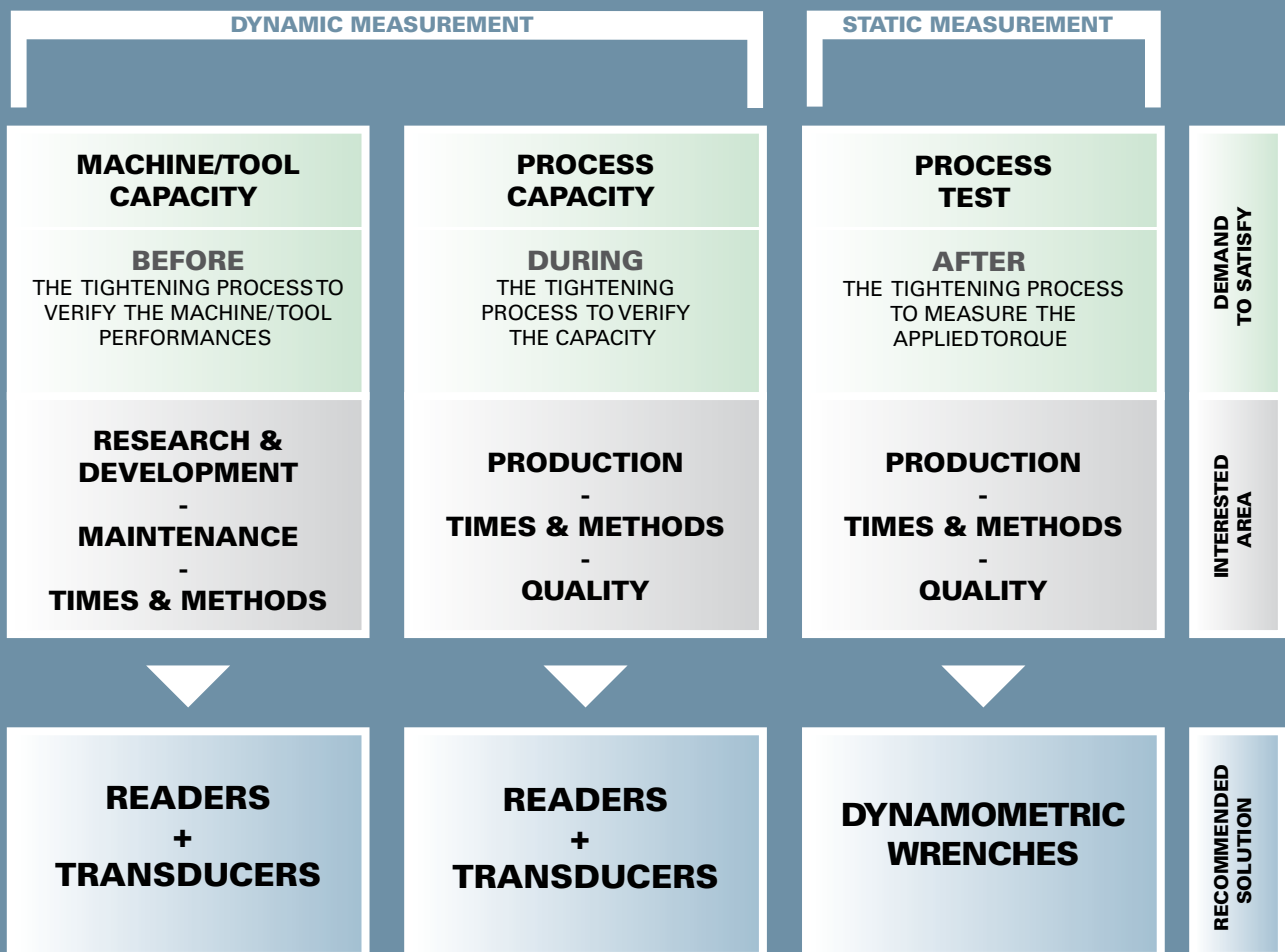 DYNAMIC MEASUREMENT
STATIC MEASUREMENT
MACHINE/TOOL
CAPACITY
BEFORE
THE TIGHTENING PROCESS TO
VERIFY THE MACHINE/TOOL
PERFORMANCES
RESEARCH &
DEVELOPMENT
-
MAINTENANCE
-
TIMES & METHODS
READERS
+
TRANSDUCERS
PROCESS
CAPACITY
DURING
THE TIGHTENING
PROCESS TO VERIFY
THE CAPACITY
PRODUCTION
-
TIMES & METHODS
-
QUALITY
READERS
+
TRANSDUCERS
PROCESS
TEST
AFTER
THE TIGHTENING PROCESS
TO MEASURE THE
APPLIED TORQUE
PRODUCTION
-
TIMES & METHODS
-
QUALITY
DYNAMOMETRIC
WRENCHES
DEMAND
TO SATISFY
INTERESTED
AREA
RECOMMENDED
SOLUTION